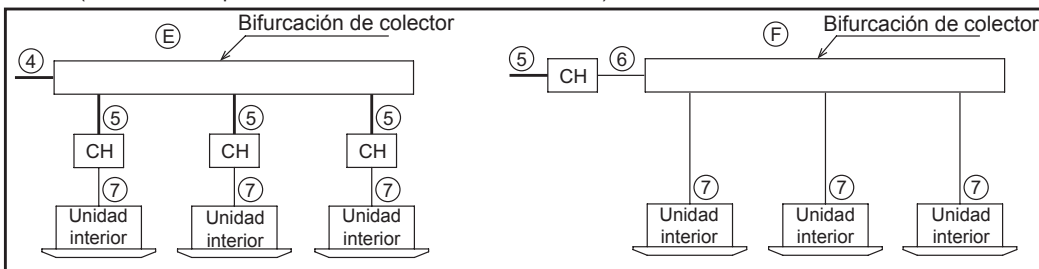 Bifurcación de colector
E
4
5 5 5
CH CH CH
7 7 7
Unidad interior
Unidad interior
Unidad interior
Bifurcación de colector
F
5 CH 6
7 7 7
Unidad interior
Unidad interior
Unidad interior